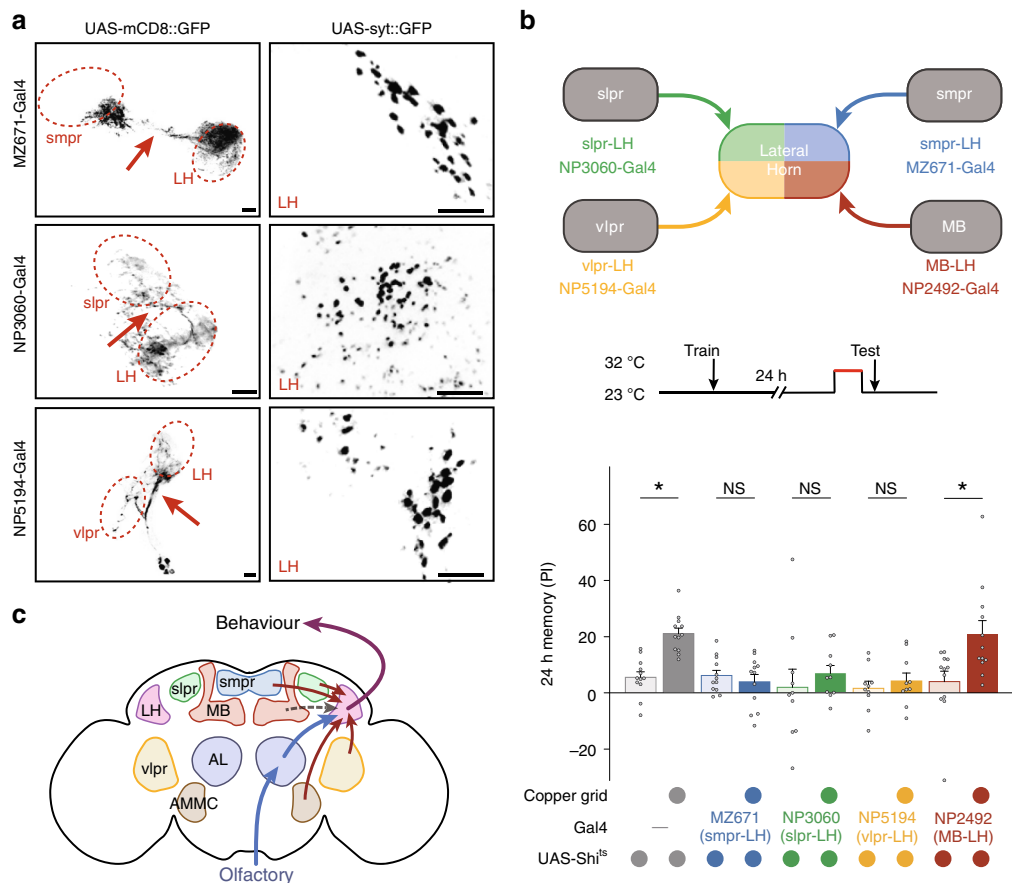 a
UAS-mCD8::GFP
UAS-syt::GFP
MZ671-Gal4
smpr
LH
LH
NP3060-Gal4
slpr
LH
LH
NP5194-Gal4
LH
vlpr
LH
b
slpr
smpr
slpr-LH
NP3060-Gal4
Lateral
Horn
smpr-LH
MZ671-Gal4
vlpr
MB
vlpr-LH
NP5194-Gal4
MB-LH
NP2492-Gal4
32 °C
Train
24 h
Test
23 °C
* NS NS NS *
24 h memory (PI)
60
40
20
0
–20
Copper grid
Gal4
—
MZ671
(smpr-LH)
NP3060
(slpr-LH)
NP5194
(vlpr-LH)
NP2492
(MB-LH)
UAS-Shits
c
Behaviour
LH
slpr
smpr
MB
vlpr
AL
AMMC
Olfactory